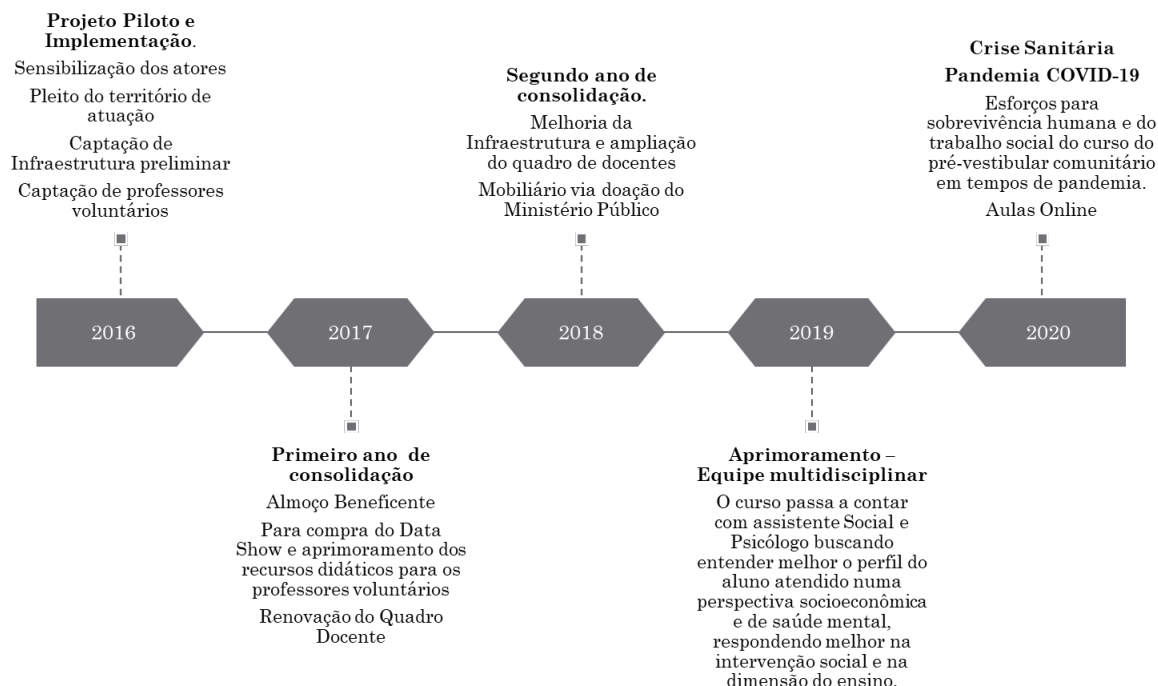 Projeto Piloto e
Implementação.
Sensibilização dos atores
Pleito do território de
atuação
Captação de
Infraestrutura preliminar
Captação de professores
voluntários
Segundo ano de
consolidação.
Melhoria da
Infraestrutura e ampliação
do quadro de docentes
Mobiliário via doação do
Ministério Público
Crise Sanitária
Pandemia COVID-19
Esforços para
sobrevivência humana e do
trabalho social do curso do
pré-vestibular comunitário
em tempos de pandemia.
Aulas Online
2016
2017
2018
2019
2020
Primeiro ano de
consolidação
Almoço Beneficente
Para compra do Data
Show e aprimoramento dos
recursos didáticos para os
professores voluntários
Renovação do Quadro
Docente
Aprimoramento –
Equipe multidisciplinar
O curso passa a contar
com assistente Social e
Psicólogo buscando
entender melhor o perfil do
aluno atendido numa
perspectiva socioeconômica
e de saúde mental,
respondendo melhor na
intervenção social e na
dimensão do ensino.